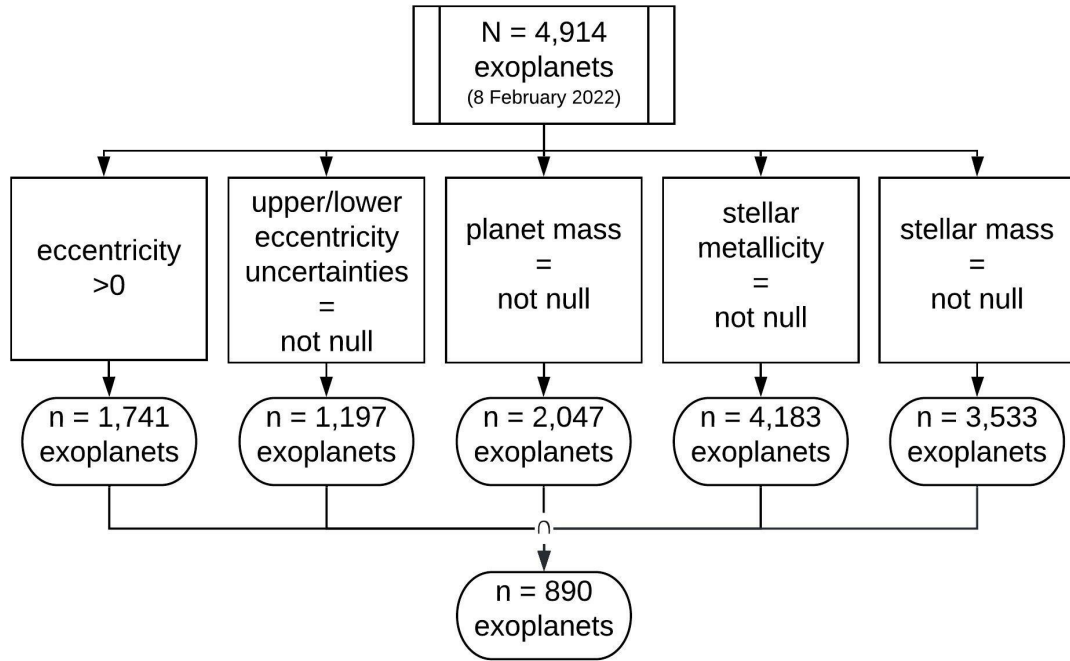 N = 4,914
exoplanets
(8 February 2022)
eccentricity
>0
upper/lower
eccentricity
uncertainties
=
not null
planet mass
=
not null
stellar
metallicity
=
not null
stellar mass
=
not null
n = 1,741
exoplanets
n = 1,197
exoplanets
n = 2,047
exoplanets
n = 4,183
exoplanets
n = 3,533
exoplanets
∩
n = 890
exoplanets